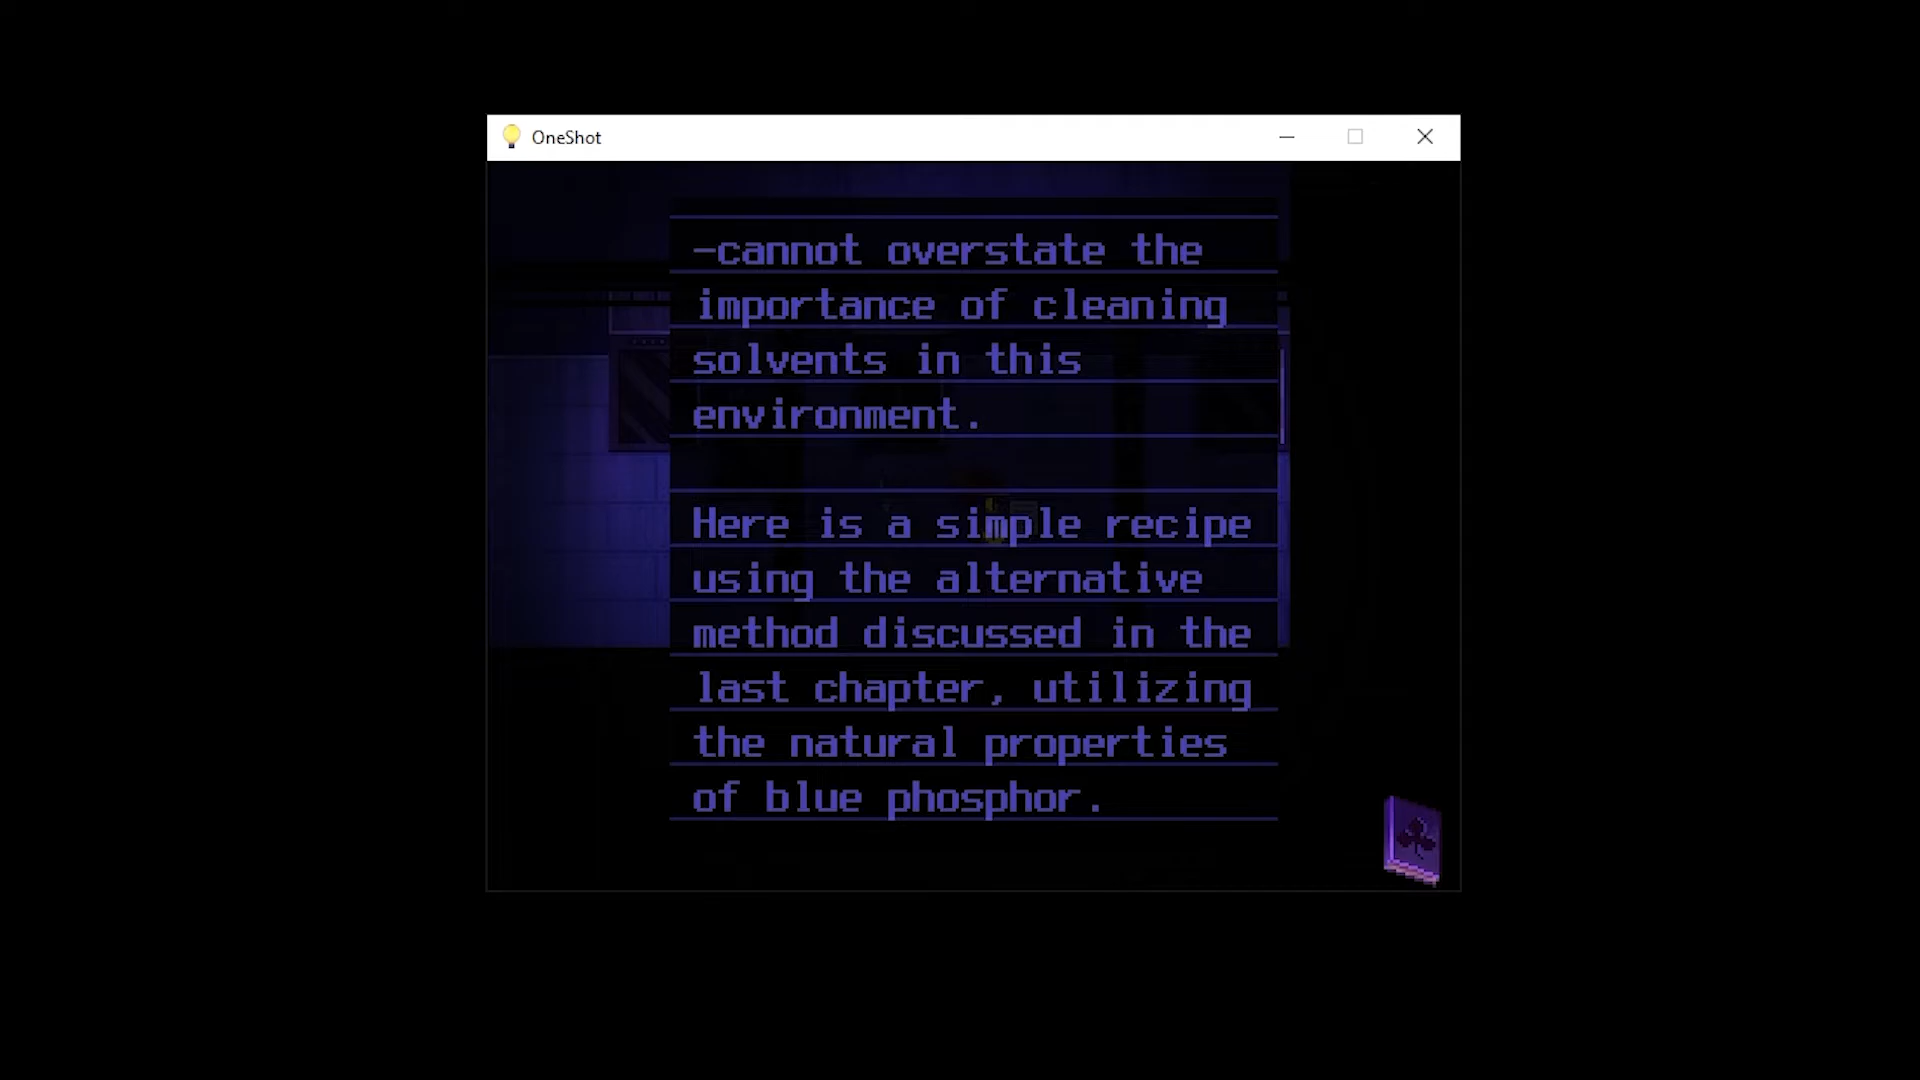 OneShot
—cannot overstate the
importance of cleaning
solvents in this
environment.
Here is a simple recipe
using the alternative
method discussed in the
last chapter, utilizing
the natural properties
of blue phosphor.